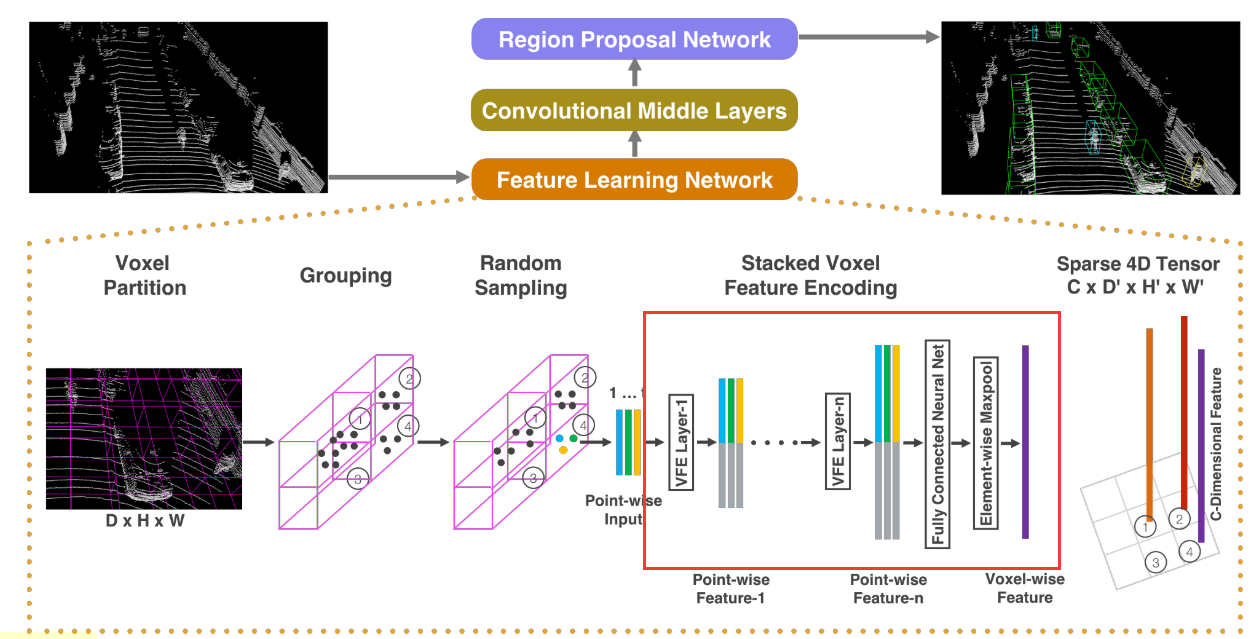 Region Proposal Network
Convolutional Middle Layers
Feature Learning Network
Voxel
Partition
Grouping
Random
Sampling
Stacked Voxel
Feature Encoding
Sparse 4D Tensor
C x D' x H' x W'
D x H x W
1
2
3
4
1
2
3
4
1 ...
Point-wise
Input
VFE Layer-1
VFE Layer-n
Fully Connected Neural Net
Element-wise Maxpool
Point-wise
Feature-1
Point-wise
Feature-n
Voxel-wise
Feature
C-Dimensional Feature
1
2
3
4